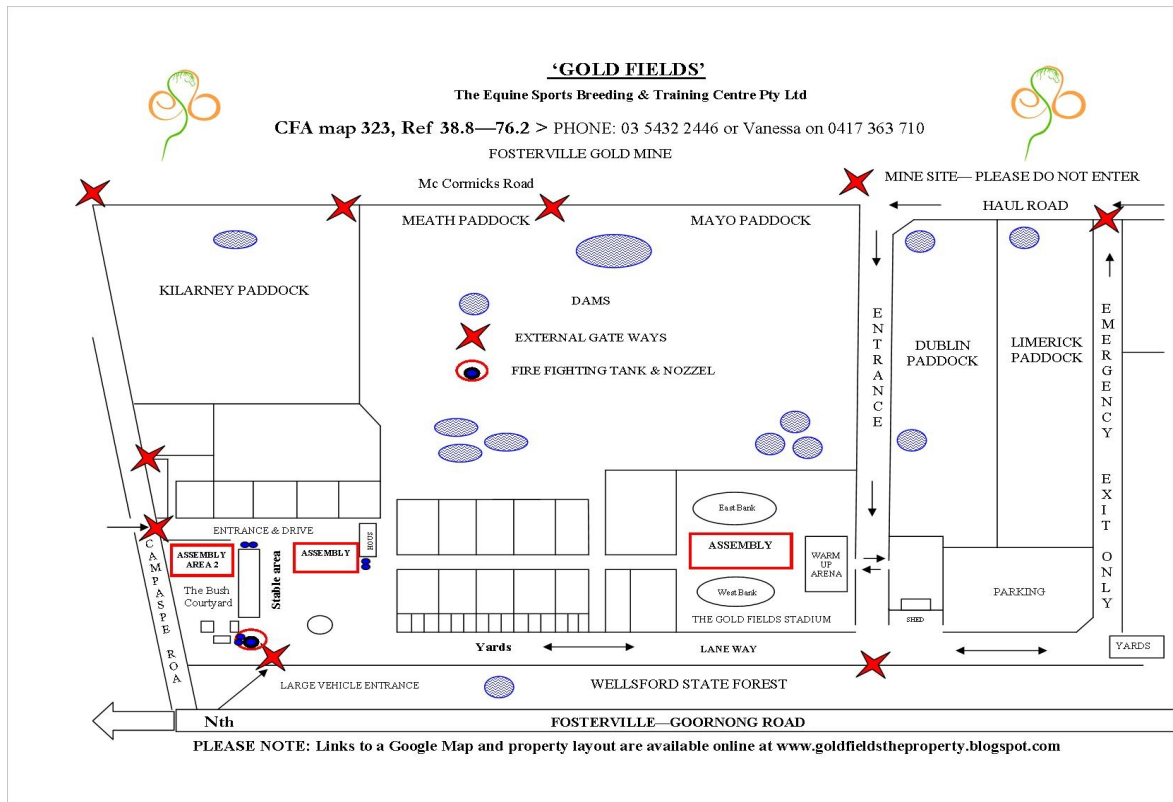 ‘GOLD FIELDS’
The Equine Sports Breeding & Training Centre Pty Ltd
CFA map 323, Ref 38.8—76.2 > PHONE: 03 5432 2446 or Vanessa on 0417 363 710
FOSTERVILLE GOLD MINE
MINE SITE— PLEASE DO NOT ENTER
Mc Cormicks Road
HAUL ROAD
MEATH PADDOCK
MAYO PADDOCK
KILARNEY PADDOCK
DAMS
EXTERNAL GATE WAYS
FIRE FIGHTING TANK & NOZZEL
ENTRANCE
DUBLIN
PADDOCK
LIMERICK
PADDOCK
EMERGENCY EXIT ONLY
ENTRANCE & DRIVE
HOUS
ASSEMBLY
AREA 2
Stable area
ASSEMBLY
The Bush
Courtyard
CAMPASPE ROA
East Bank
ASSEMBLY
West Bank
WARM
UP
ARENA
THE GOLD FIELDS STADIUM
SHED
PARKING
YARDS
Yards
LANE WAY
LARGE VEHICLE ENTRANCE
WELLSFORD STATE FOREST
Nth
FOSTERVILLE—GOORNONG ROAD
PLEASE NOTE: Links to a Google Map and property layout are available online at www.goldfieldstheproperty.blogspot.com